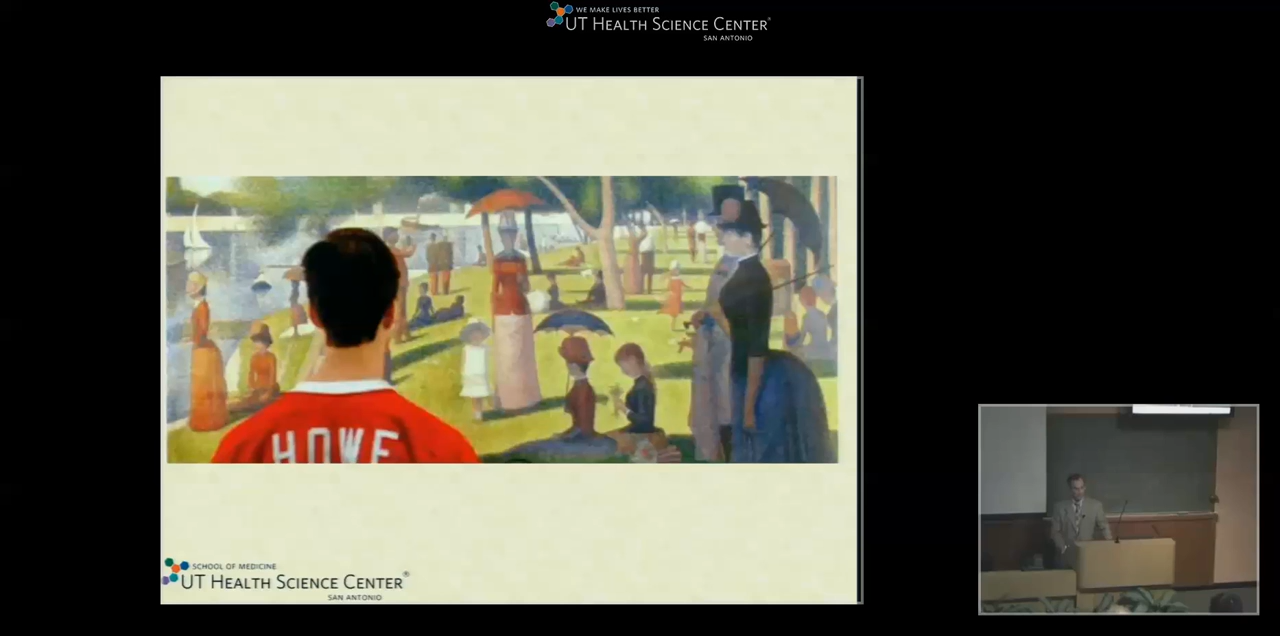 WE MAKE LIVES BETTER
UT HEALTH SCIENCE CENTER®
SAN ANTONIO
HOWE
SCHOOL OF MEDICINE
UT HEALTH SCIENCE CENTER®
SAN ANTONIO